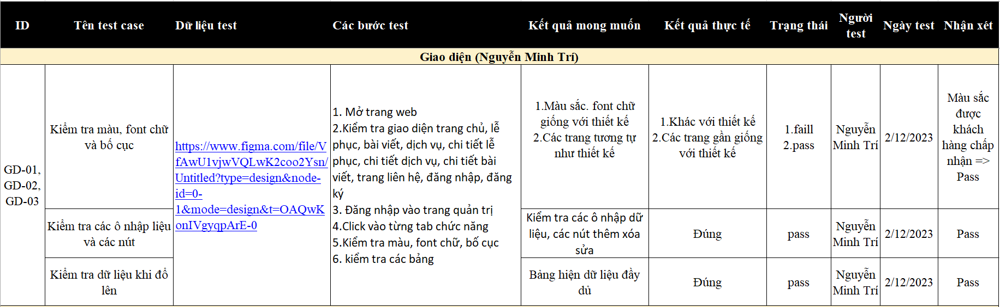 ID
Tên test case
Dữ liệu test
Các bước test
Kết quả mong muốn
Kết quả thực tế
Trạng thái
Người
test
Ngày test
Nhận xét
Giao diện (Nguyễn Minh Trí)
GD-01,
GD-02,
GD-03
Kiểm tra màu, font chữ
và bố cục
https://www.figma.com/file/V
fAwU1vjwVQLwK2coo2Ysn/
Untitled?type=design&node-
id=0-
1&mode=design&t=OAQwK
onIVgyqpArE-0
1. Mở trang web
2.Kiểm tra giao diện trang chủ, lễ
phục, bài viết, dịch vụ, chi tiết lễ
phục, chi tiết dịch vụ, chi tiết bài
viết, trang liên hệ, đăng nhập, đăng
ký
3. Đăng nhập vào trang quản trị
4.Click vào từng tab chức năng
5.Kiểm tra màu, font chữ, bố cục
6. kiểm tra các bảng
1.Màu sắc. font chữ
giống với thiết kế
2.Các trang tương tự
như thiết kế
1.Khác với thiết kế
2.Các trang gần giống
với thiết kế
1.faill
2.pass
Nguyễn
Minh Trí
2/12/2023
Màu sắc
được
khách
hàng chấp
nhận =>
Pass
Kiểm tra các ô nhập liệu
và các nút
Kiểm tra các ô nhập dữ
liệu, các nút thêm xóa
sửa
Đúng
pass
Nguyễn
Minh Trí
2/12/2023
Pass
Kiểm tra dữ liệu khi đổ
lên
Bảng hiện dữ liệu đầy
dủ
Đúng
pass
Nguyễn
Minh Trí
2/12/2023
Pass